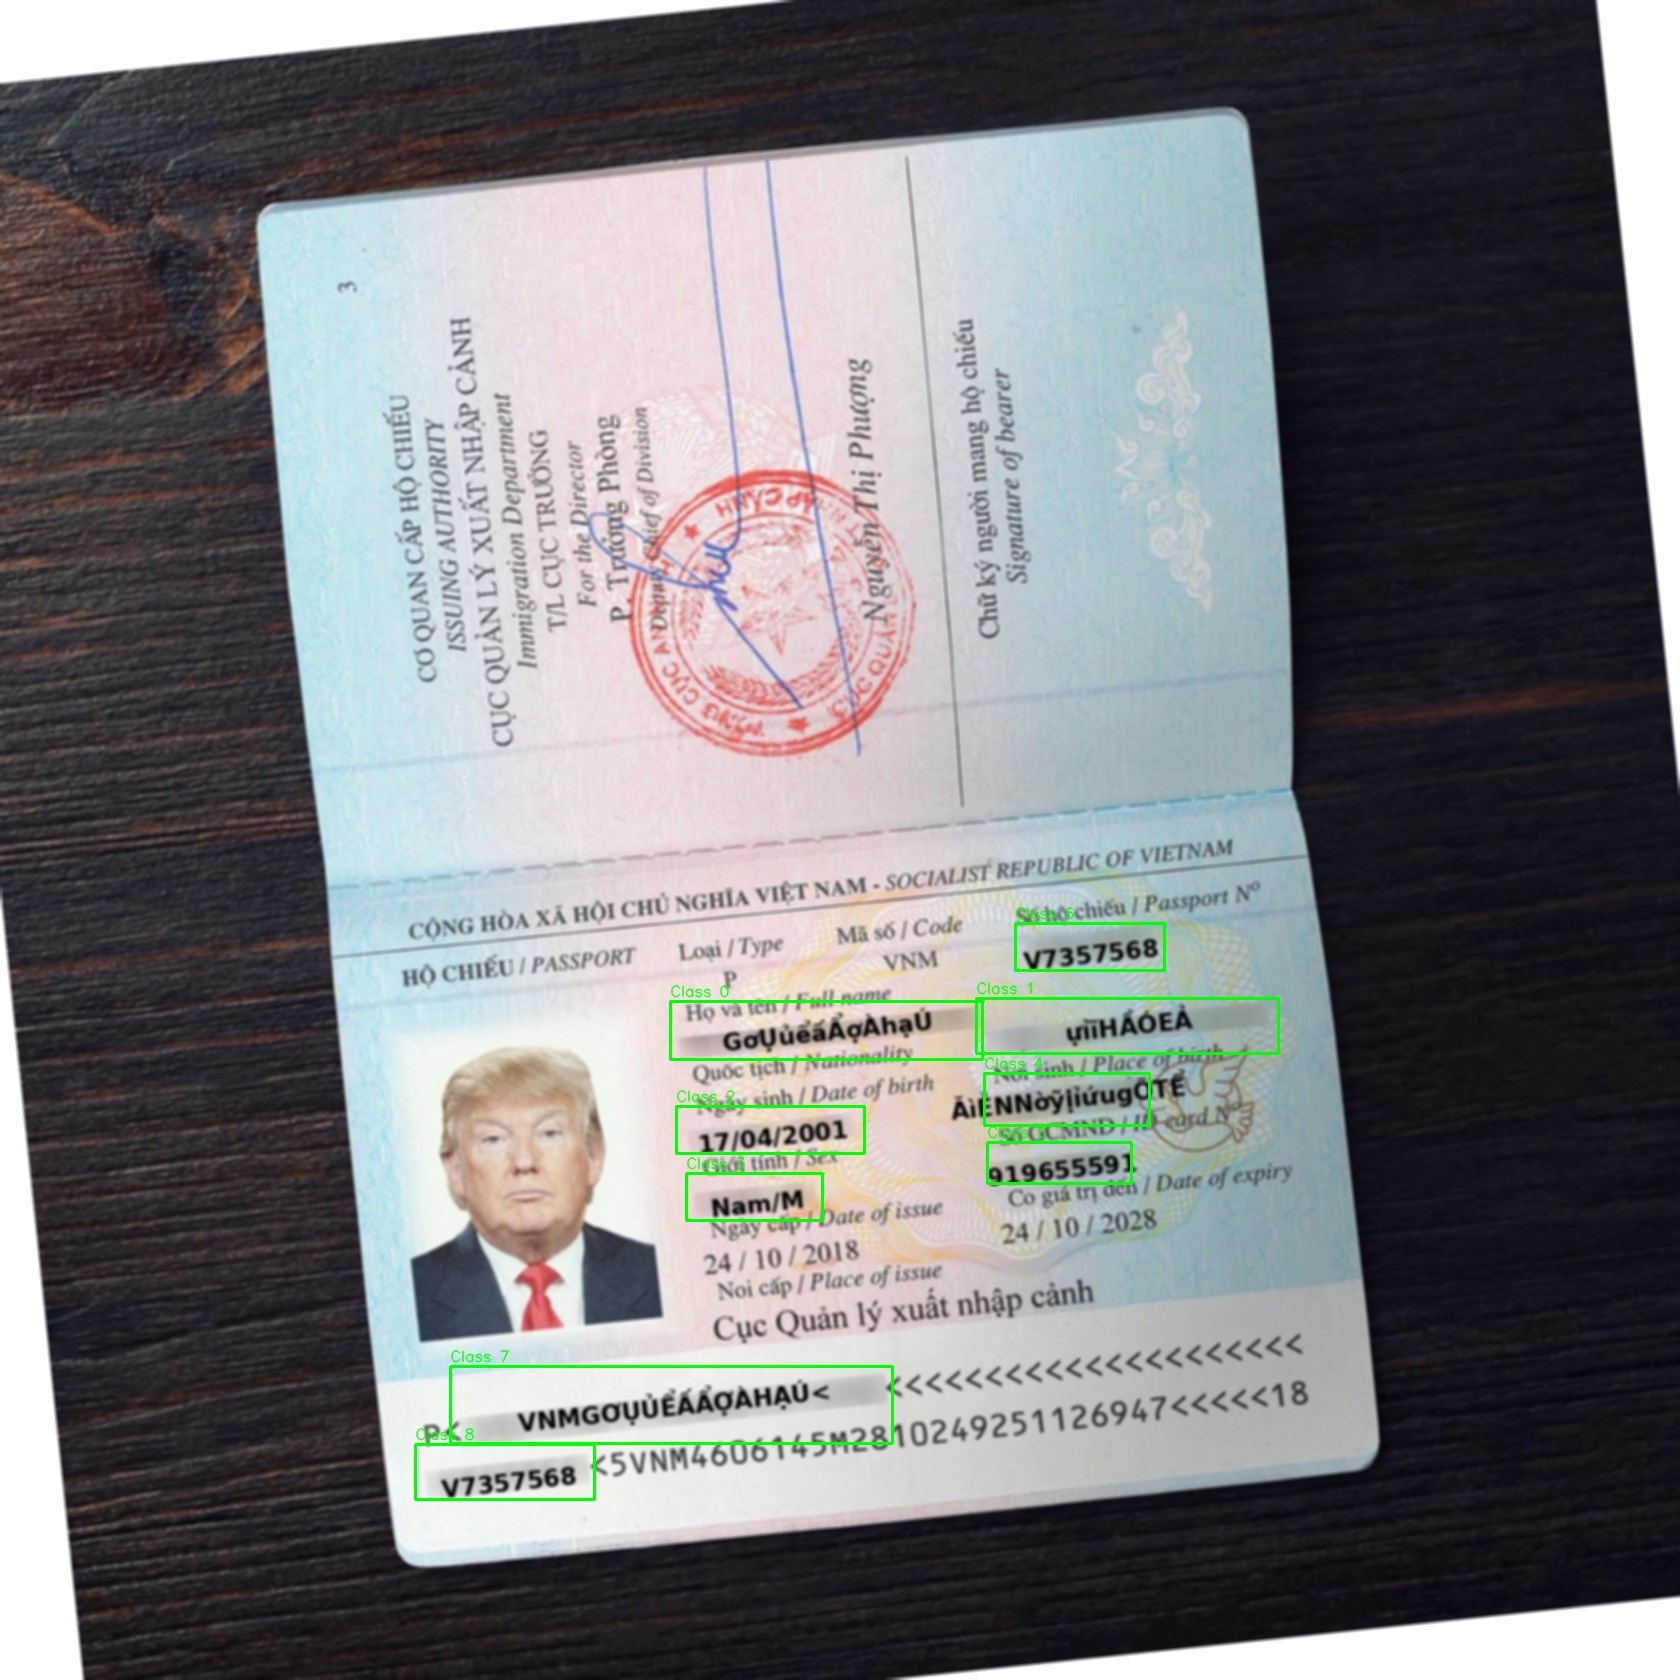 3
CƠ QUAN CẤP HỘ CHIẾU
ISSUING AUTHORITY
CỤC QUẢN LÝ XUẤT NHẬP CẢNH
Immigration Department
T/L CỤC TRƯỞNG
For the Director
P. Trưởng Phòng
Deputy Chief of Division
Nguyễn Thị Phượng
Chữ ký người mang hộ chiếu
Signature of bearer
CỘNG HÒA XÃ HỘI CHỦ NGHĨA VIỆT NAM - SOCIALIST REPUBLIC OF VIETNAM
HỘ CHIẾU / PASSPORT
Loại / Type
Mã số / Code
Số hộ chiếu / Passport Nº
Class 6
P
VNM
V7357568
Class 0
Class 1
Họ và tên / Full name
GơỤủểấẨợÀhạÚ
ựïïHẤÓEẢ
Quốc tịch / Nationality
Class 4
Nơi sinh / Place of birth
Class 2
Ngày sinh / Date of birth
17/04/2001
Số GCMND / ID card Nº
Giới tính / Sex
919655591
Nam/M
Ngày cấp / Date of issue
Có giá trị đến / Date of expiry
24 / 10 / 2018
24 / 10 / 2028
Noi cấp / Place of issue
Cục Quản lý xuất nhập cảnh
Class 7
P<
VNMGƠỤỦỂẤẨỢÀHẠÚ<
<<<<<<<<<<<<<<<<<<<<
Class 8
V7357568
<5VNM4606145M2810249251126947<<<<<18